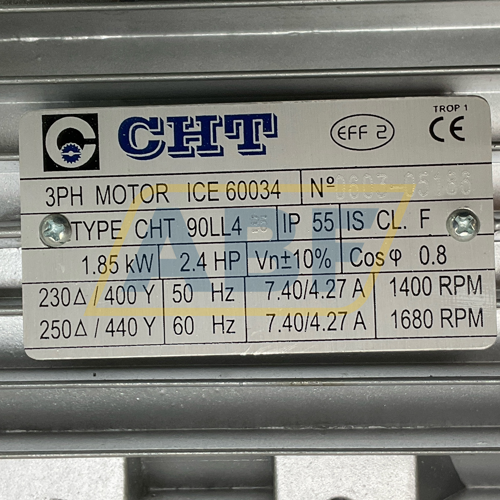 TROP 1
CHT
EFF 2
CE
3PH MOTOR ICE 60034 Nº
TYPE CHT 90LL4 IP 55 IS CL. F
1.85 kW 2.4 HP Vn±10% Cos φ 0.8
230Δ / 400 Y 50 Hz 7.40/4.27 A 1400 RPM
250Δ / 440 Y 60 Hz 7.40/4.27 A 1680 RPM
ABF